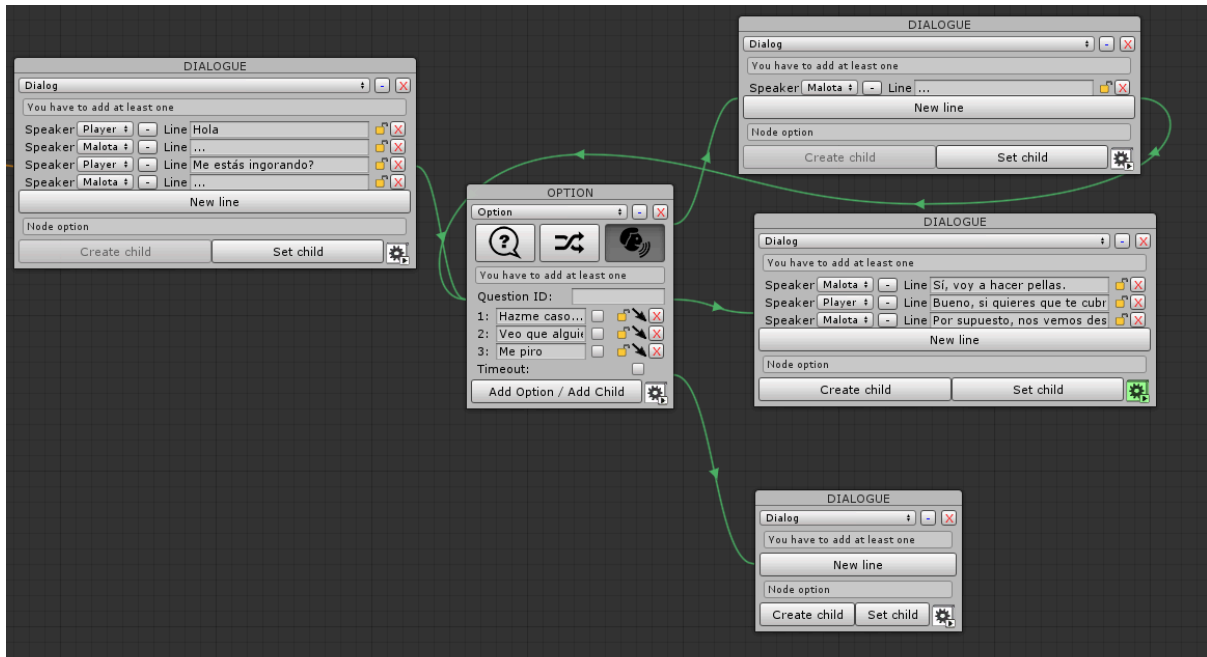 DIALOGUE
Dialog
-
X
You have to add at least one
Speaker Player - Line Hola X
Speaker Malota - Line ... X
Speaker Player - Line Me estás ingorando? X
Speaker Malota - Line ... X
New line
Node option
Create child Set child
OPTION
Option
-
X
?
You have to add at least one
Question ID:
1: Hazme caso... X
2: Veo que alguie X
3: Me piro X
Timeout:
Add Option / Add Child
DIALOGUE
Dialog
-
X
You have to add at least one
Speaker Malota - Line ... X
New line
Node option
Create child Set child
DIALOGUE
Dialog
-
X
You have to add at least one
Speaker Malota - Line Sí, voy a hacer pellas. X
Speaker Player - Line Bueno, si quieres que te cubr X
Speaker Malota - Line Por supuesto, nos vemos des X
New line
Node option
Create child Set child
DIALOGUE
Dialog
-
X
You have to add at least one
New line
Node option
Create child Set child